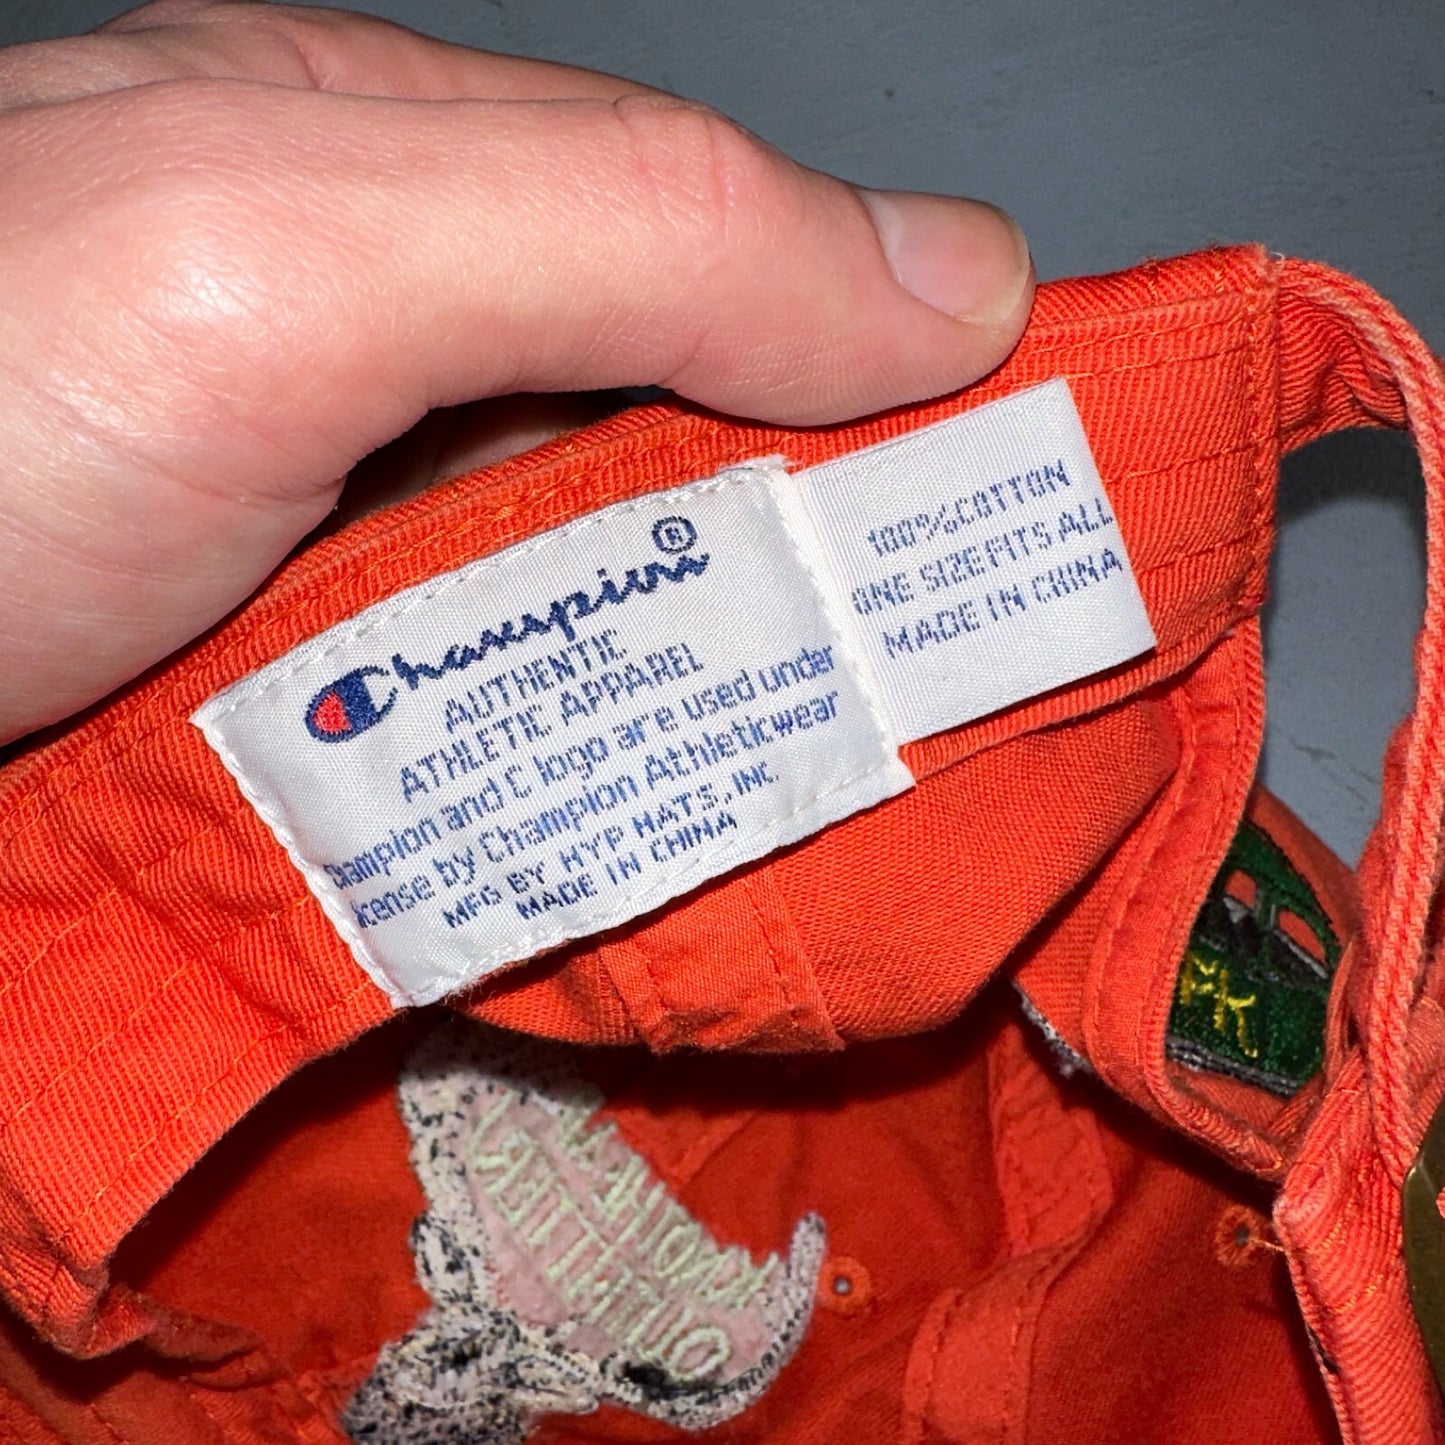 Champion®
AUTHENTIC
ATHLETIC APPAREL
Champion and C logo are used under
license by Champion Athleticwear
MFG BY HYP HATS, INC.
MADE IN CHINA
100% COTTON
ONE SIZE FITS ALL
MADE IN CHINA